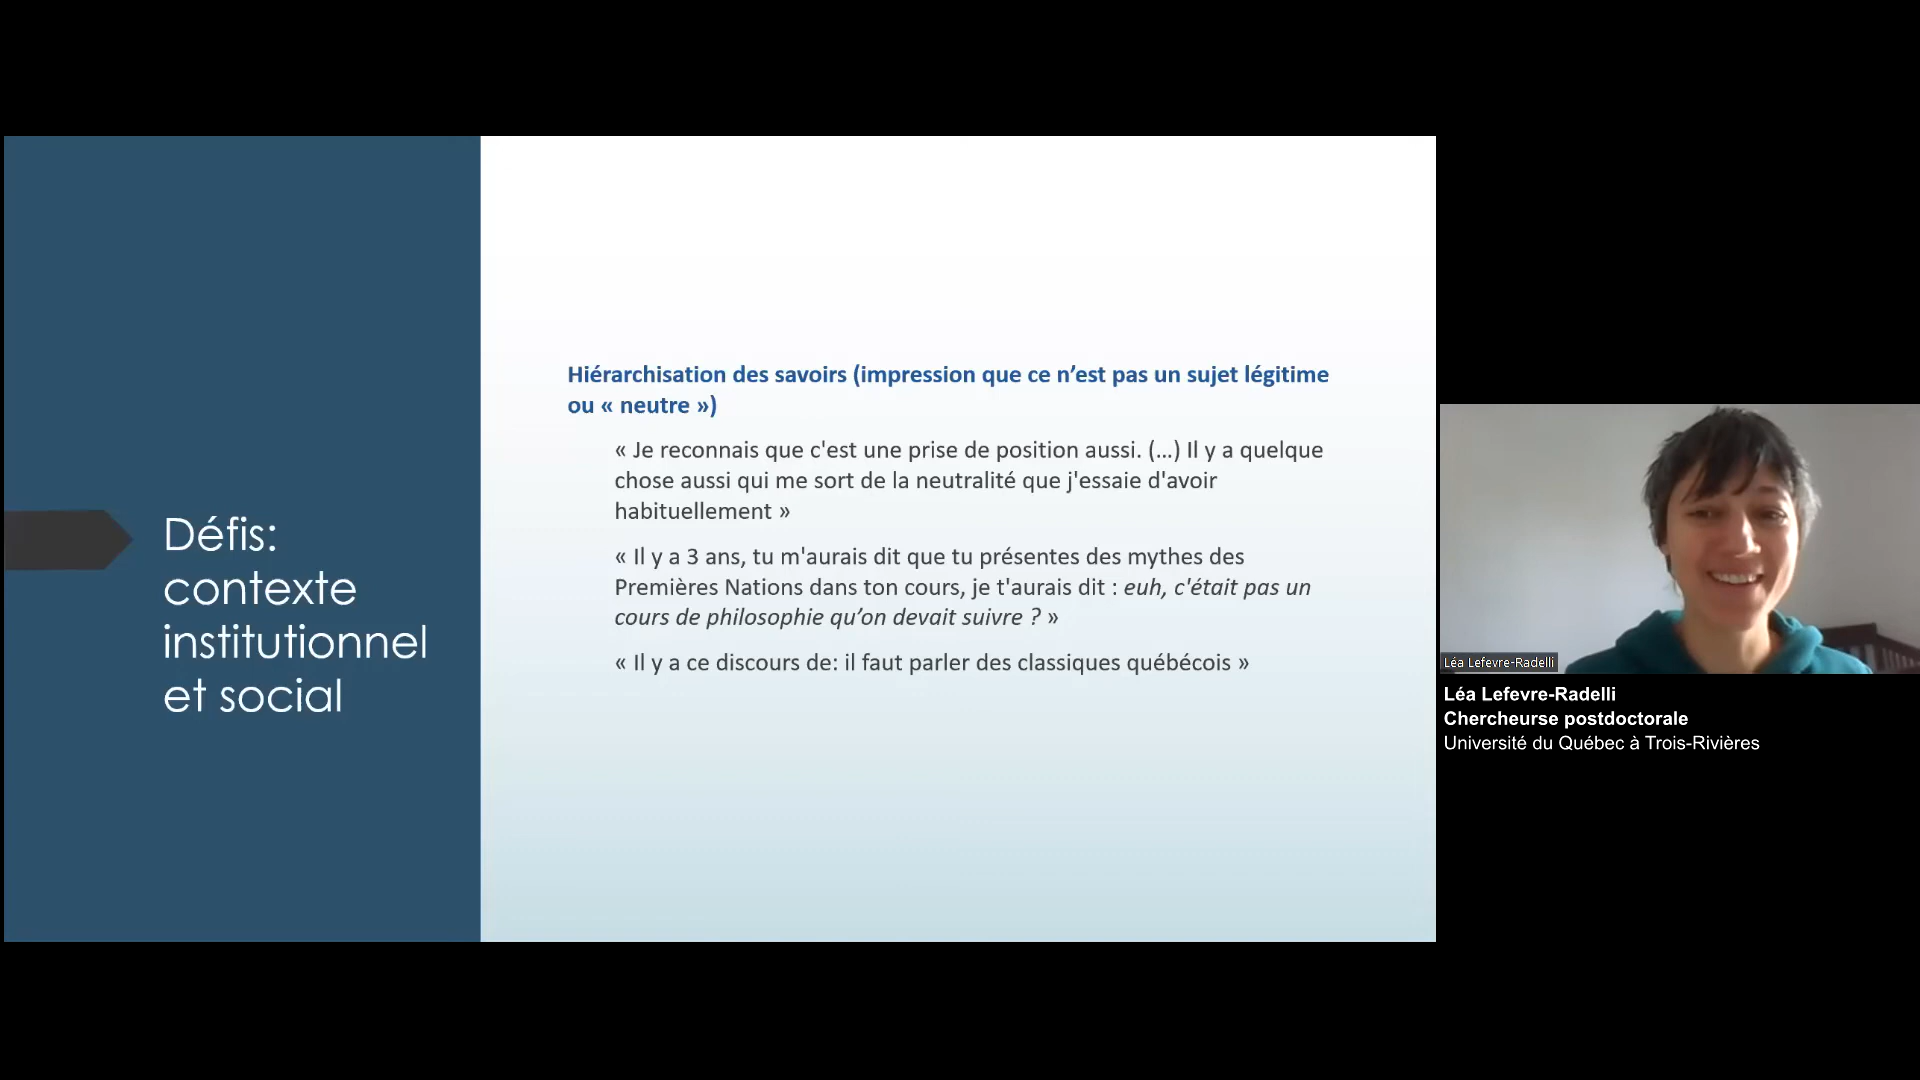 Défis:
contexte
institutionnel
et social
Hiérarchisation des savoirs (impression que ce n’est pas un sujet légitime
ou « neutre »)
« Je reconnais que c'est une prise de position aussi. (…) Il y a quelque
chose aussi qui me sort de la neutralité que j'essaie d'avoir
habituellement »
« Il y a 3 ans, tu m'aurais dit que tu présentes des mythes des
Premières Nations dans ton cours, je t'aurais dit : euh, c'était pas un
cours de philosophie qu’on devait suivre ? »
« Il y a ce discours de: il faut parler des classiques québécois »
Léa Lefevre-Radelli
Léa Lefevre-Radelli
Chercheurse postdoctorale
Université du Québec à Trois-Rivières